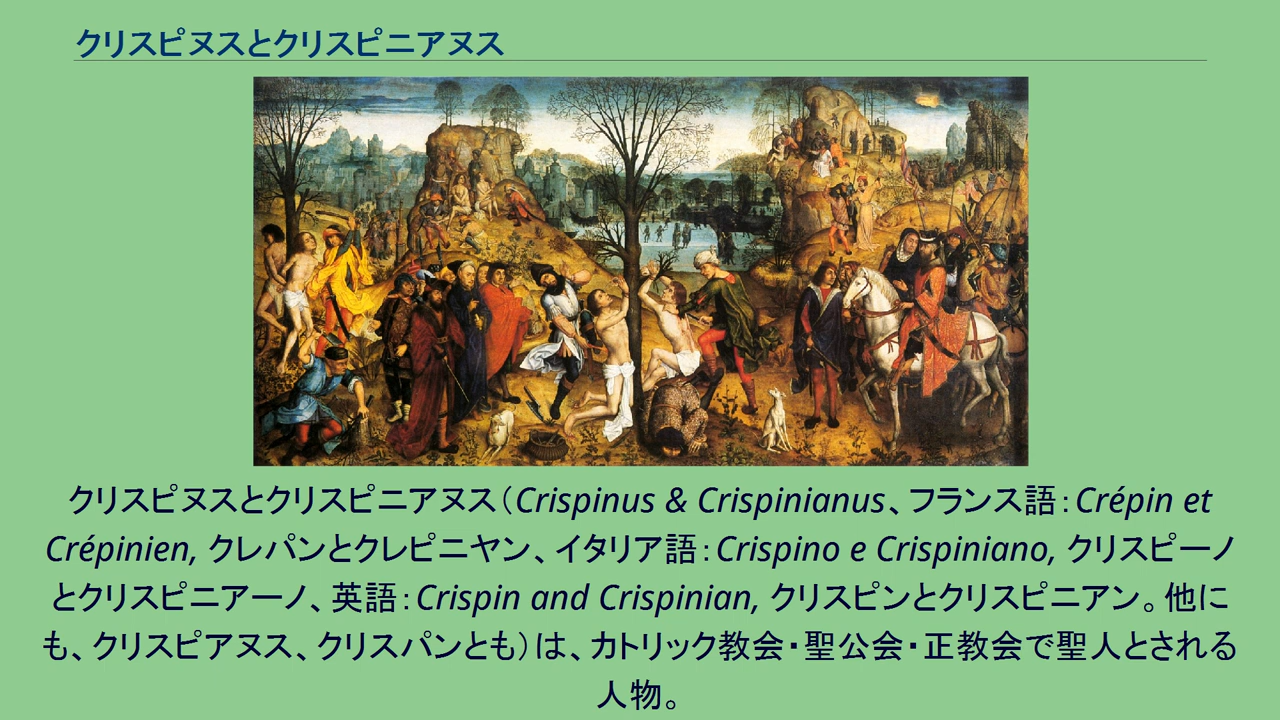 クリスピヌスとクリスピニアヌス
クリスピヌスとクリスピニアヌス（Crispinus & Crispinianus、フランス語：Crépin et
Crépinien, クレパンとクレピニヤン、イタリア語：Crispino e Crispiniano, クリスピーノ
とクリスピニアーノ、英語：Crispin and Crispinian, クリスピンとクリスピニアン。他に
も、クリスピアヌス、クリスパンとも）は、カトリック教会・聖公会・正教会で聖人とされる
人物。